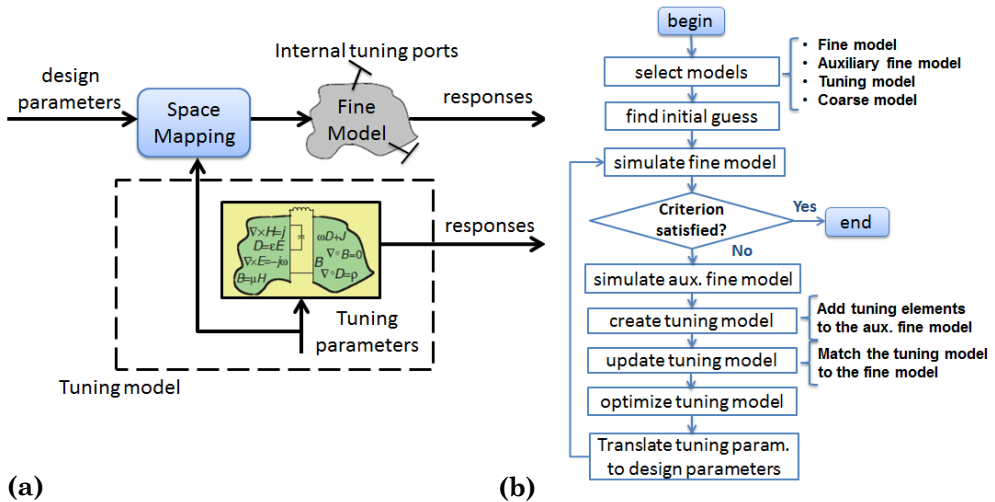 Internal tuning ports
design
parameters
Space
Mapping
Fine
Model
responses
∇×H=j
D=εE
∇×E=-jω
B=μH
ωD+J
∇∘B=0
B
∇∘D=ρ
responses
Tuning
parameters
Tuning model
(a)
begin
select models
• Fine model
• Auxiliary fine model
• Tuning model
• Coarse model
find initial guess
simulate fine model
Criterion
satisfied?
Yes
end
No
simulate aux. fine model
create tuning model
Add tuning elements
to the aux. fine model
update tuning model
Match the tuning model
to the fine model
optimize tuning model
Translate tuning param.
to design parameters
(b)